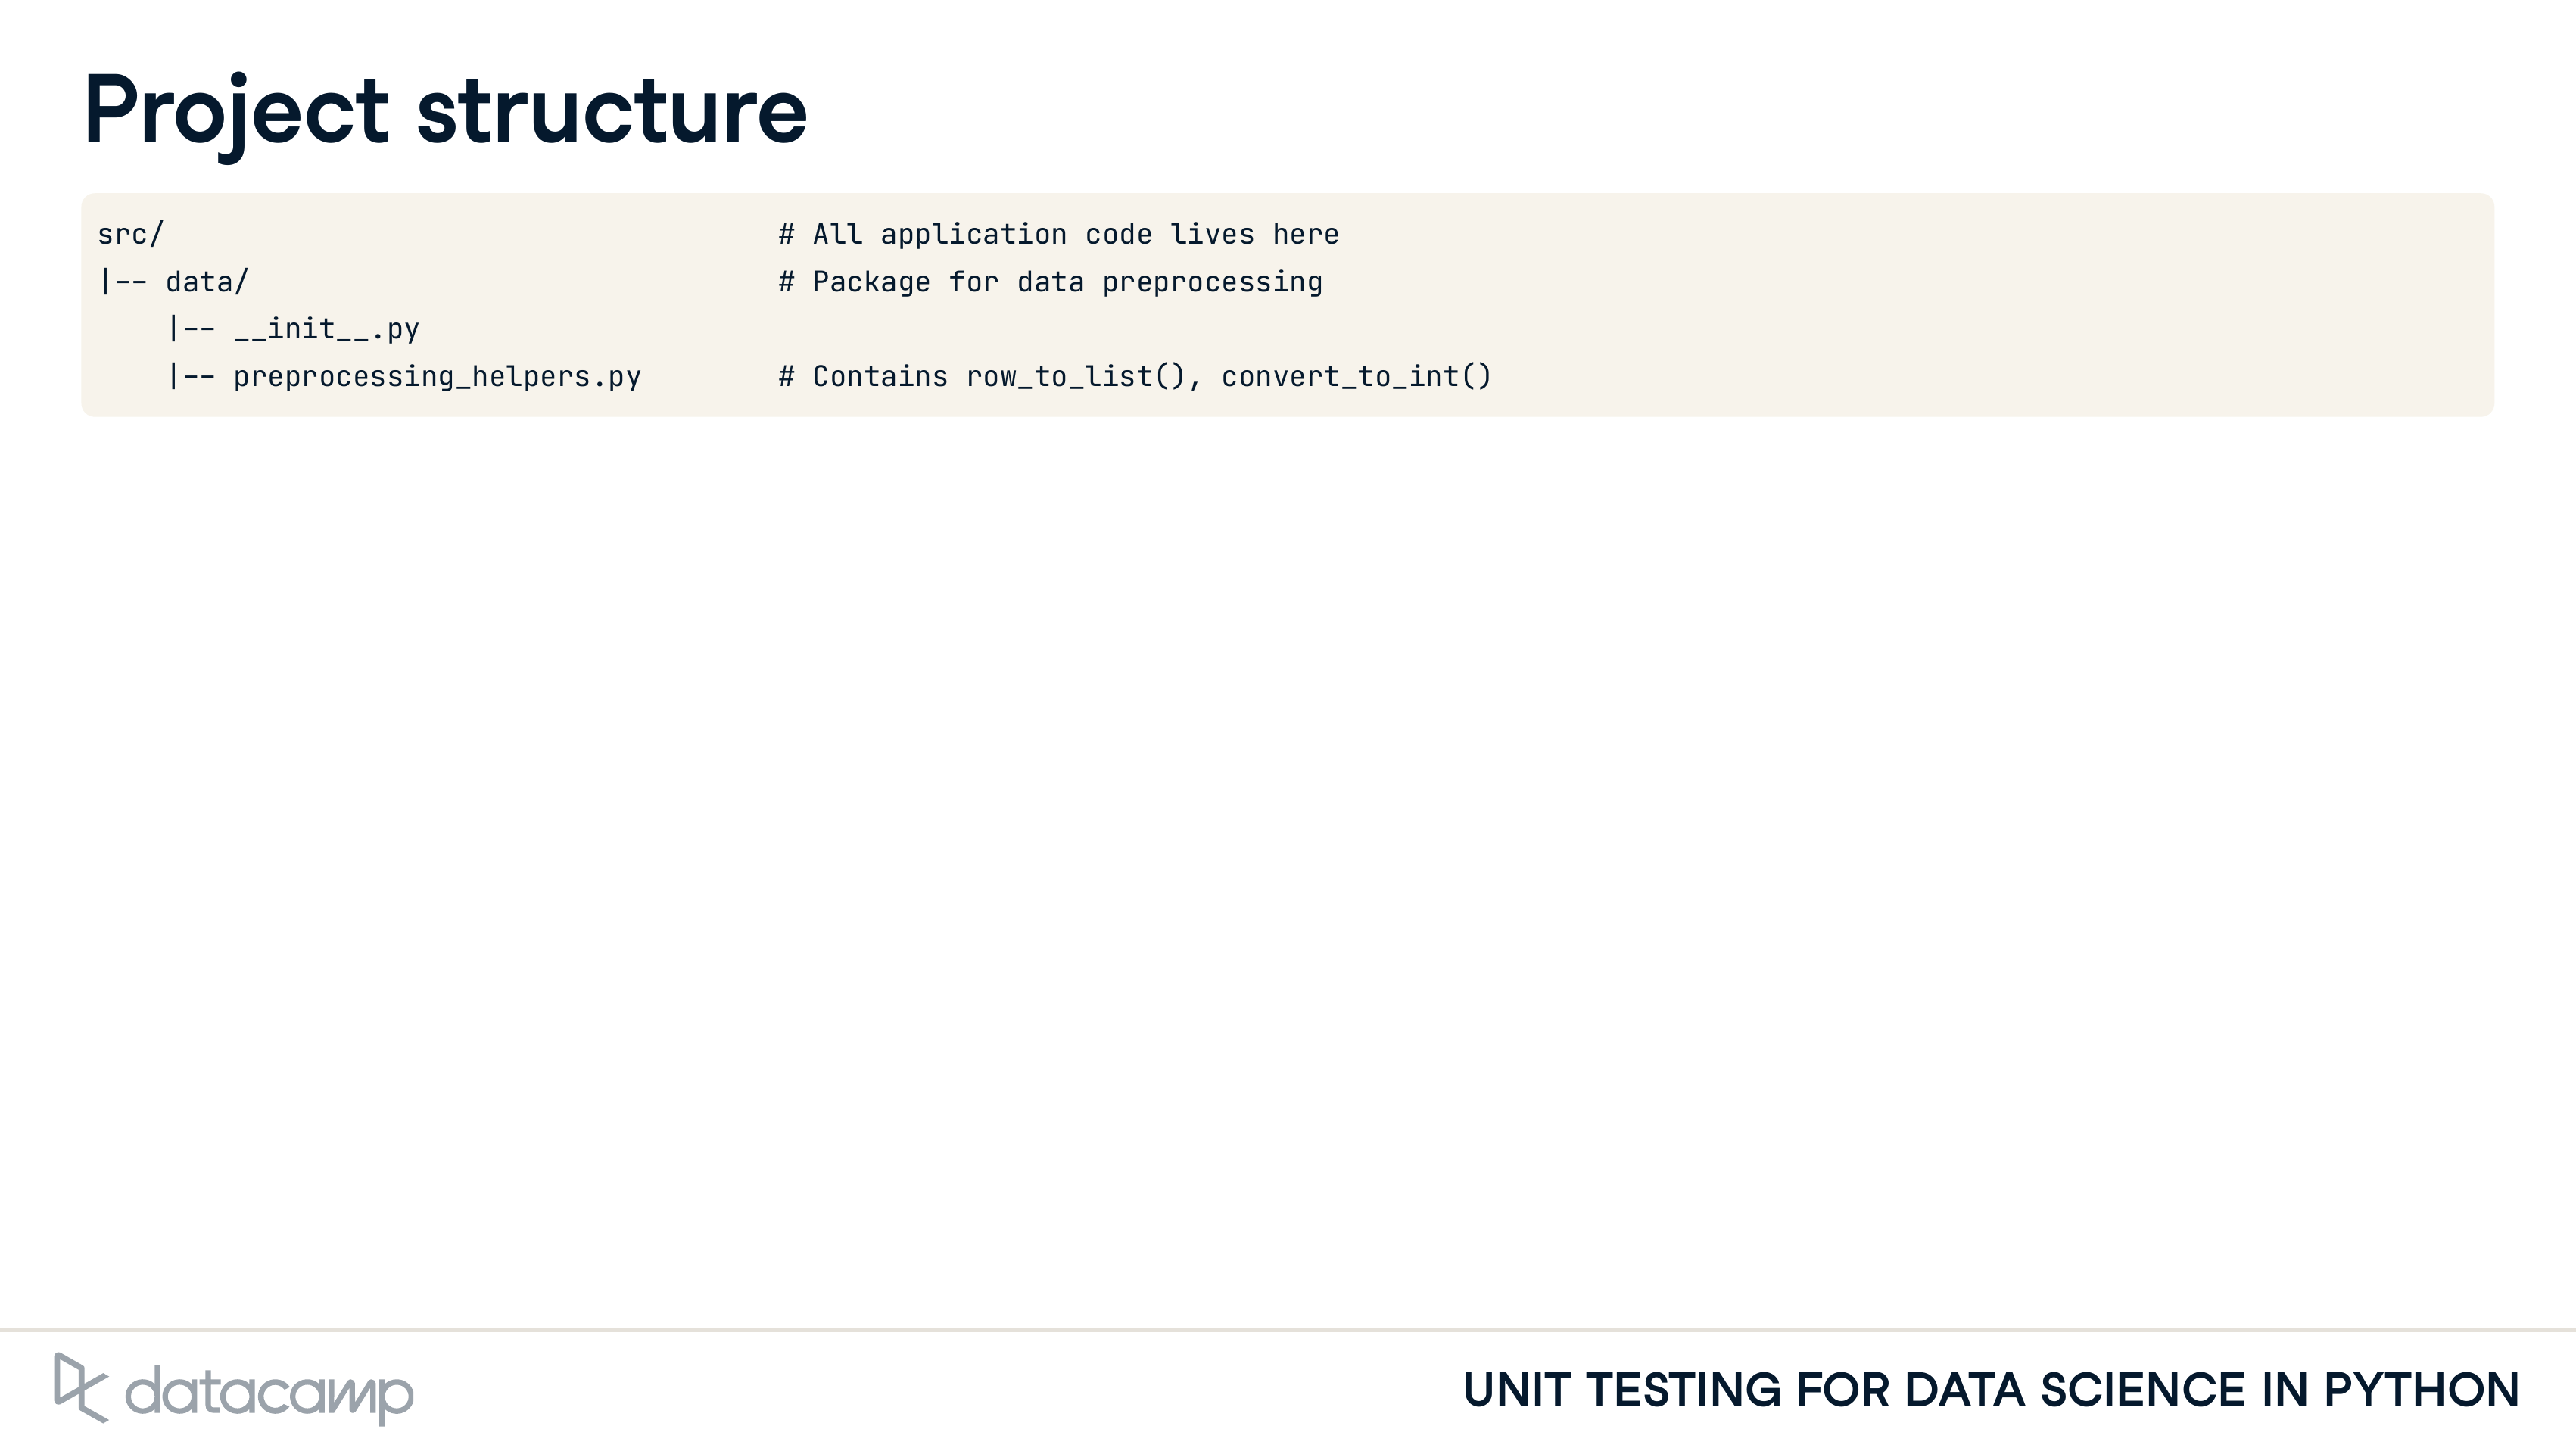 Project structure
src/                                    # All application code lives here
|-- data/                               # Package for data preprocessing
    |-- __init__.py
    |-- preprocessing_helpers.py        # Contains row_to_list(), convert_to_int()
datacamp
UNIT TESTING FOR DATA SCIENCE IN PYTHON